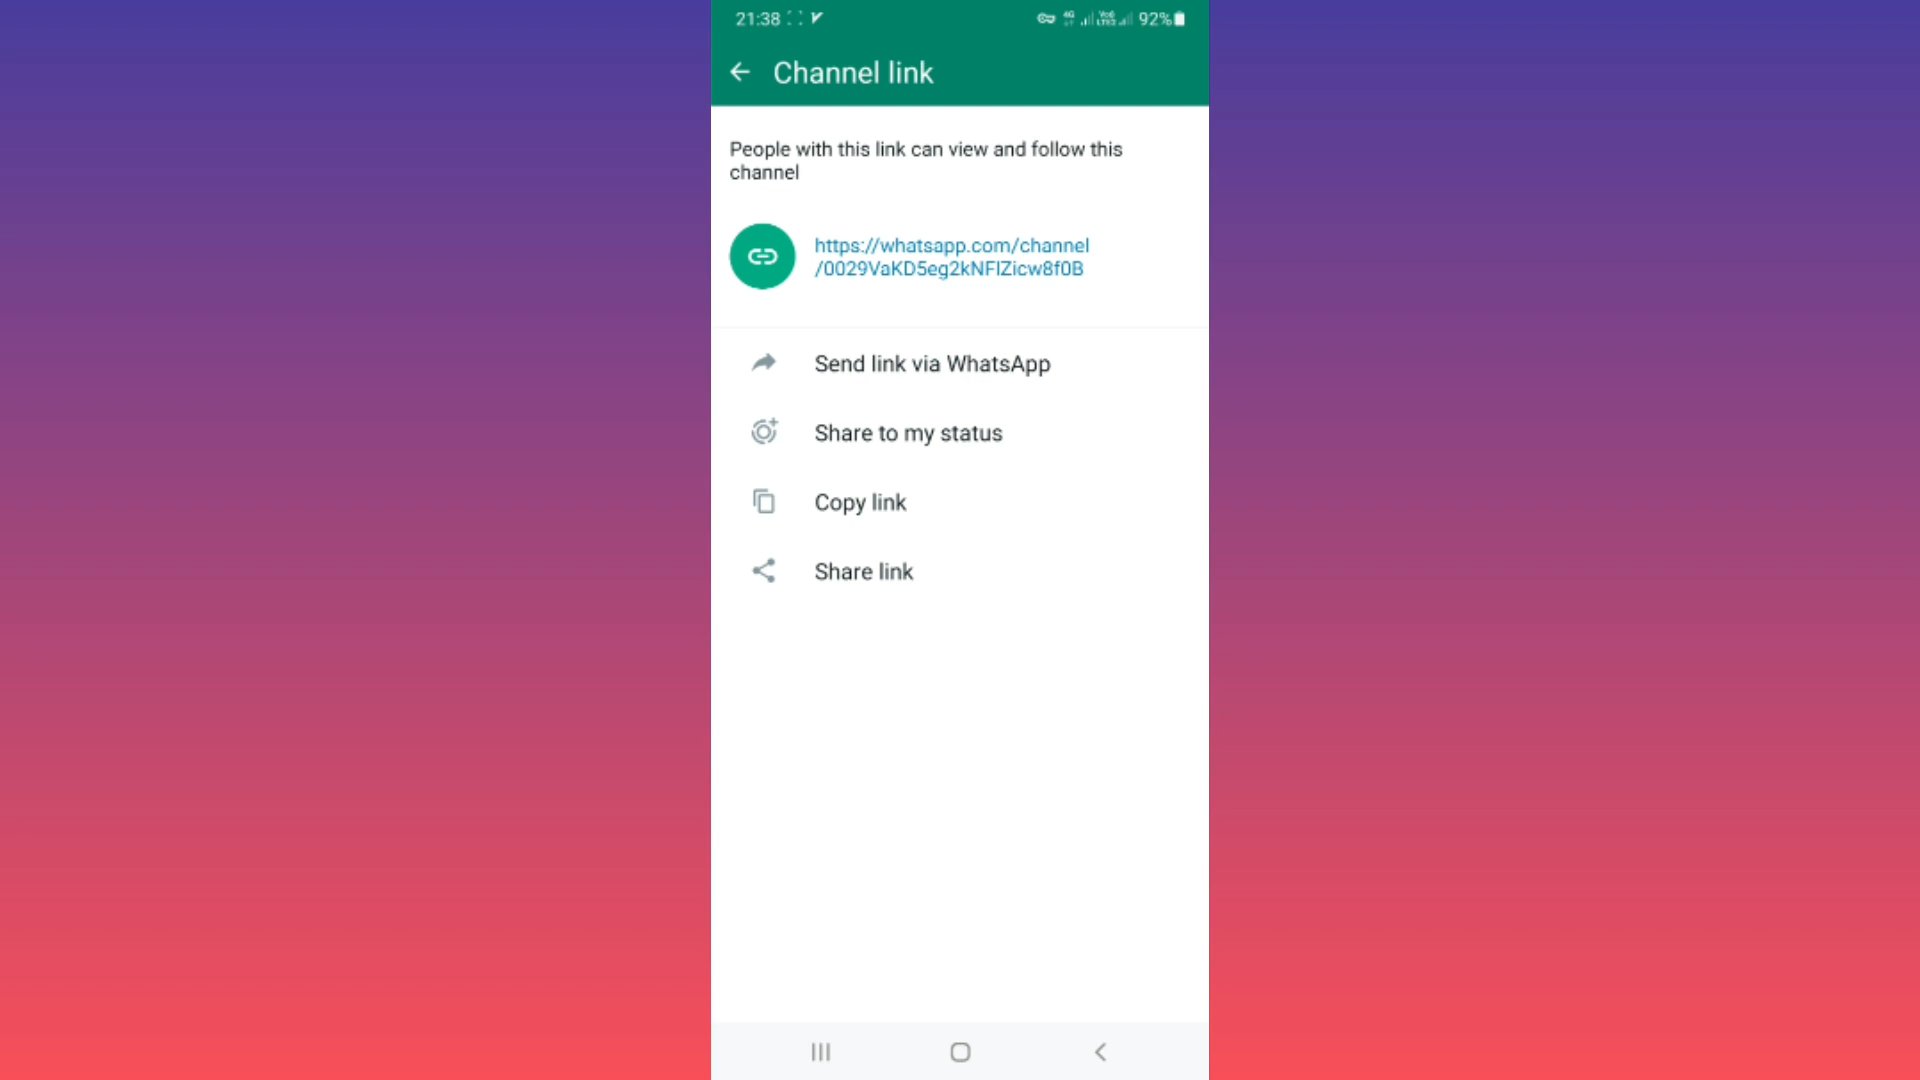 21:38 92%
Channel link
People with this link can view and follow this
channel
https://whatsapp.com/channel
/0029VaKD5eg2kNFlZicw8f0B
Send link via WhatsApp
Share to my status
Copy link
Share link